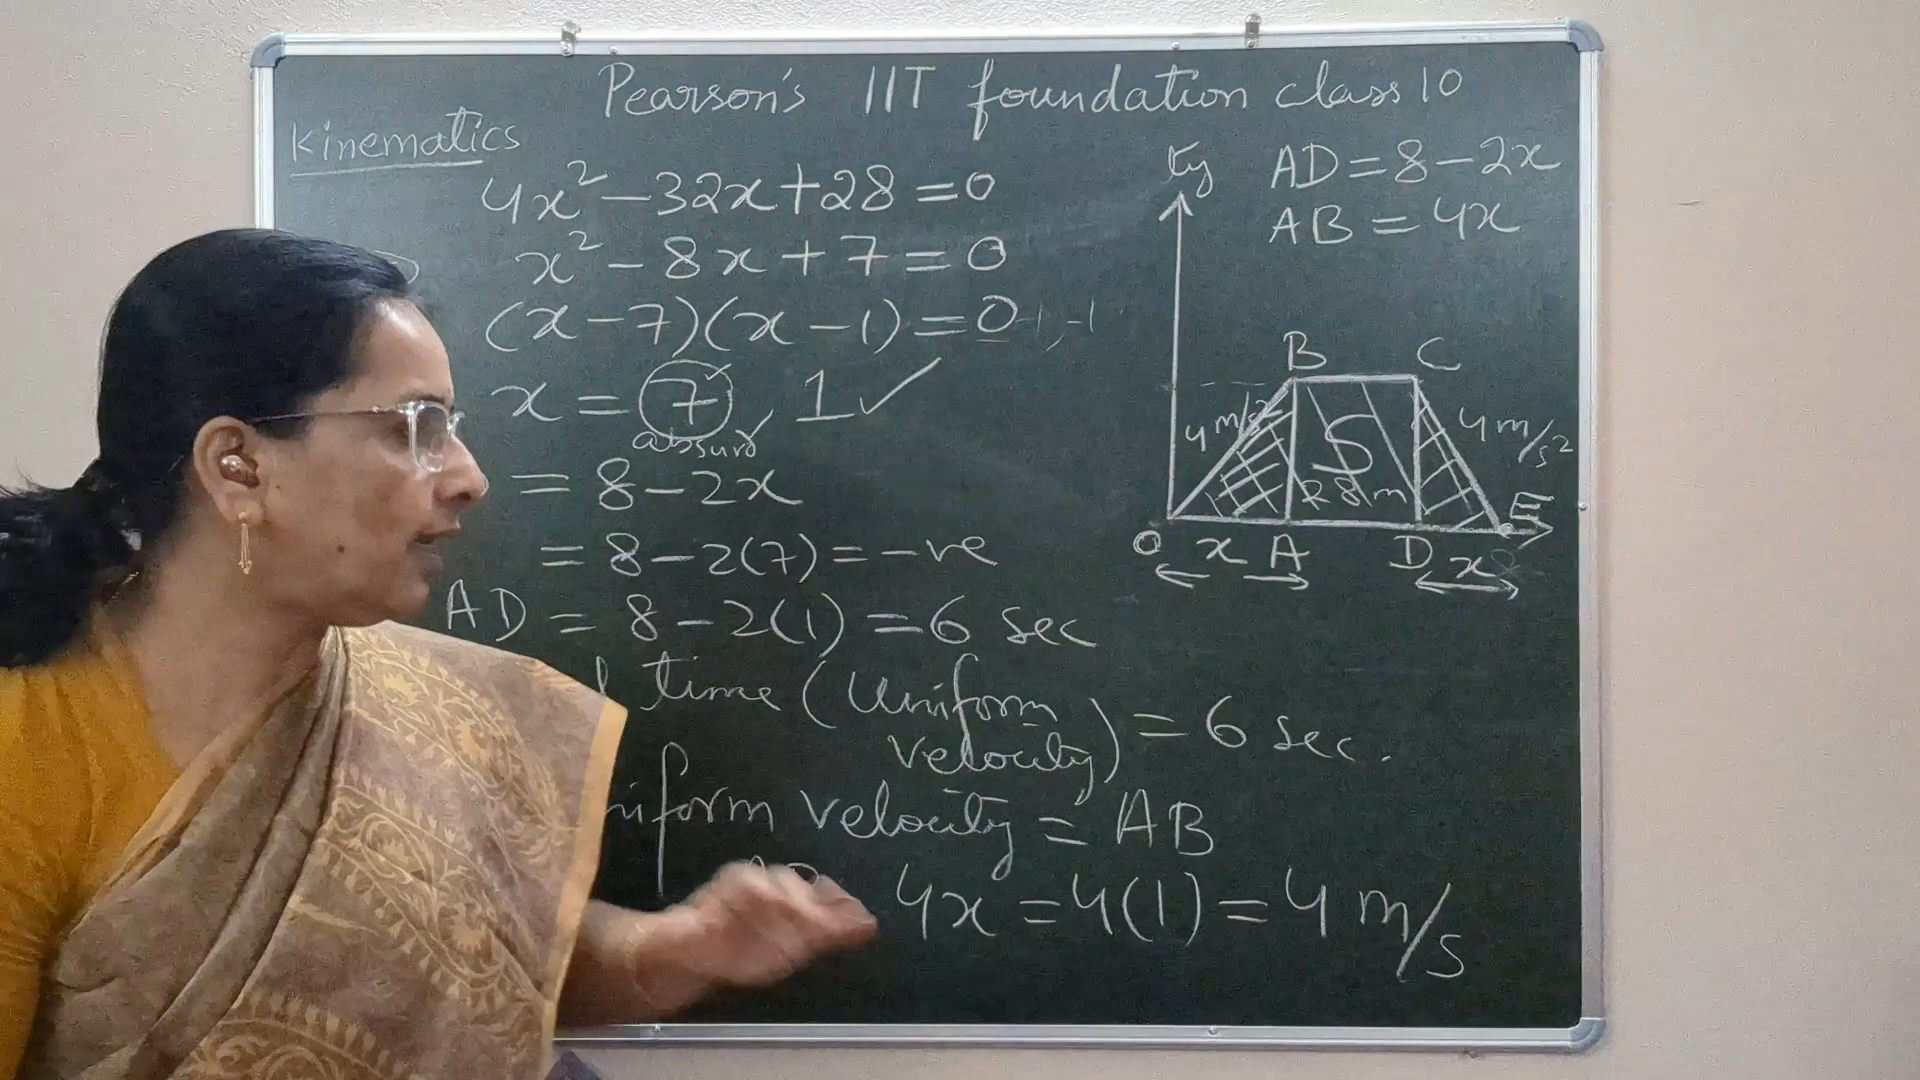 Pearson's IIT foundation class 10
Kinematics
4x² − 32x + 28 = 0
x² − 8x + 7 = 0
(x − 7)(x − 1) = 0
x = 7, 1 ✓
absurd
= 8 − 2x
= 8 − 2(7) = −ve
AD = 8 − 2(1) = 6 sec
time (Uniform velocity) = 6 sec.
niform velocity = AB
4x = 4(1) = 4 m/s
AD = 8 − 2x
AB = 4x
B C
4 m/s² S 4 m/s²
28m
E
O x A D x